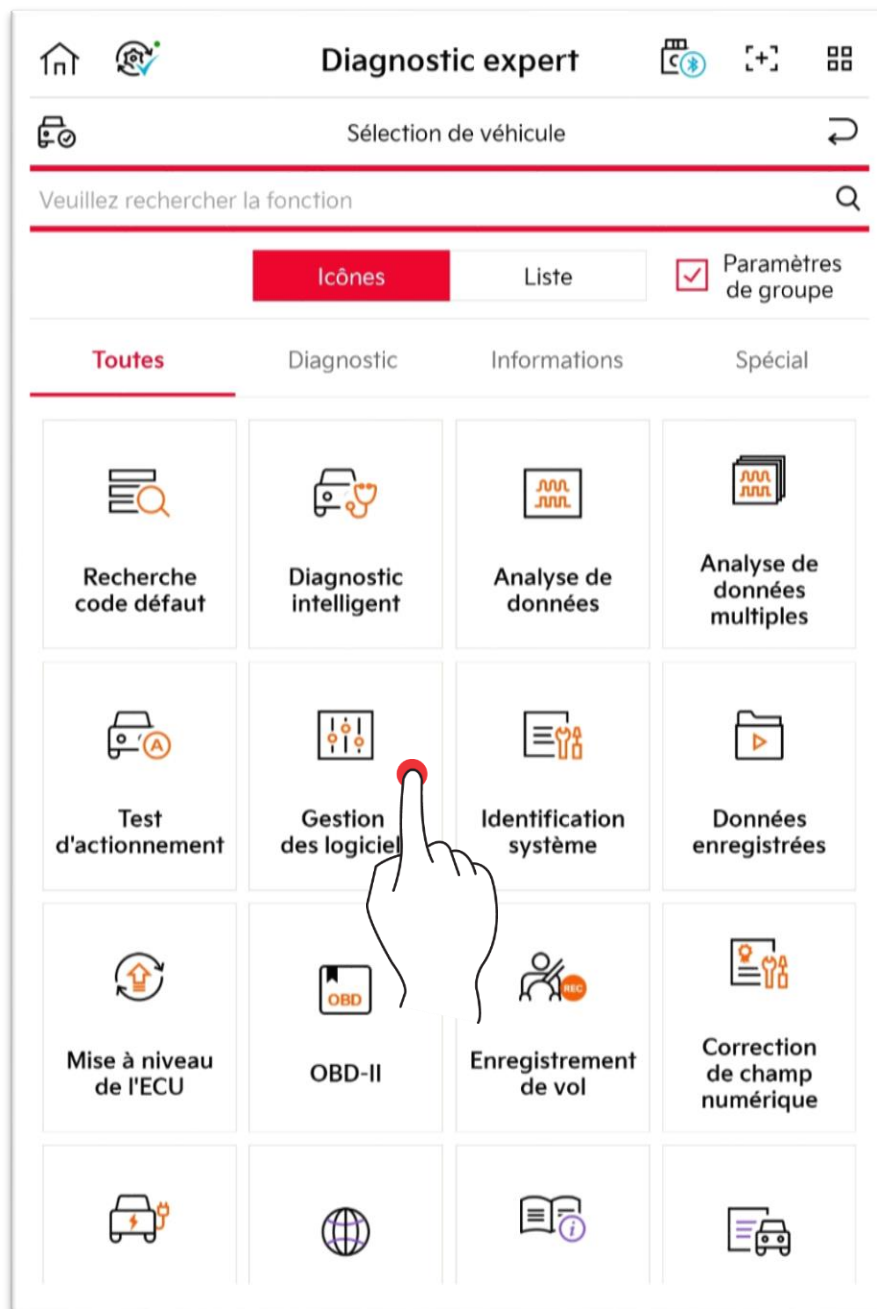 Diagnostic expert
Sélection de véhicule
Veuillez rechercher la fonction
Icônes
Liste
Paramètres
de groupe
Toutes
Diagnostic
Informations
Spécial
Recherche
code défaut
Diagnostic
intelligent
Analyse de
données
Analyse de
données
multiples
A
Test
d'actionnement
Gestion
des logiciel
Identification
système
Données
enregistrées
Mise à niveau
de l'ECU
OBD
OBD-II
REC
Enregistrement
de vol
Correction
de champ
numérique
i